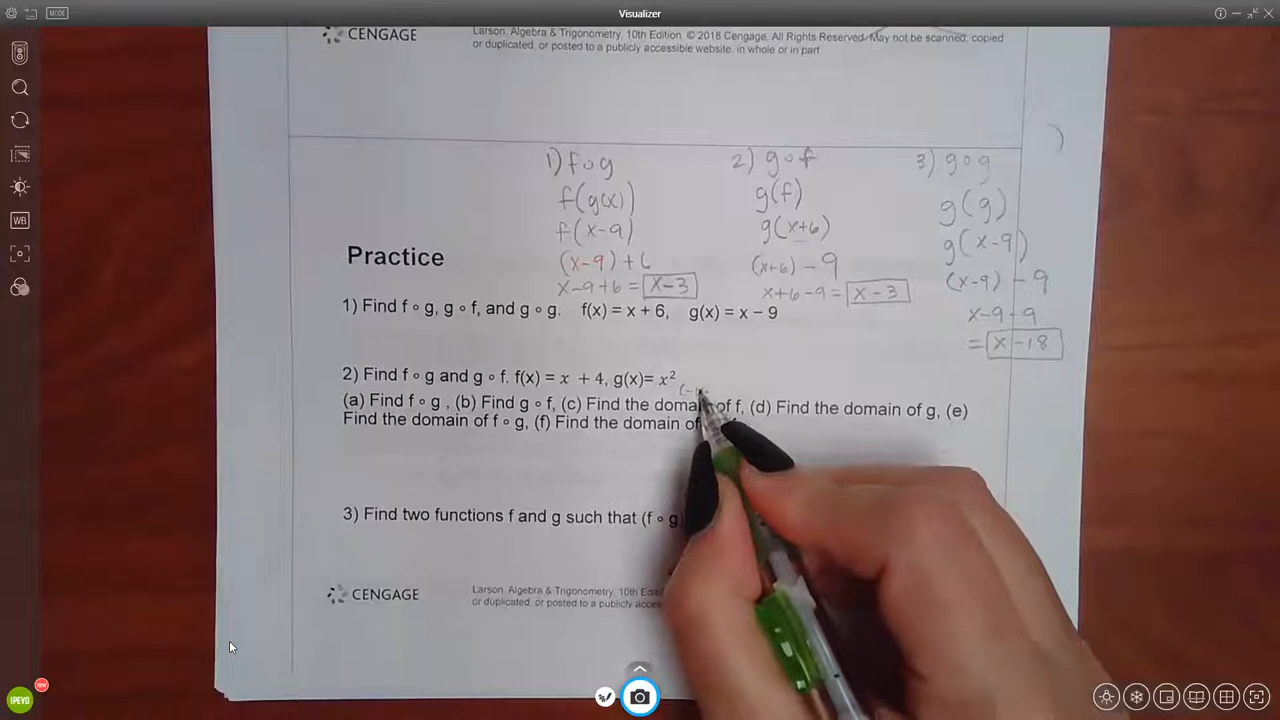 MODE
Visualizer
CENGAGE
Larson, Algebra & Trigonometry, 10th Edition. © 2018 Cengage. All Rights Reserved. May not be scanned, copied
or duplicated, or posted to a publicly accessible website, in whole or in part.
1) f∘g
f(g(x))
f(x-9)
(x-9)+6
x-9+6 = x-3
2) g∘f
g(f)
g(x+6)
(x+6)-9
x+6-9 = x-3
3) g∘g
g(g)
g(x-9)
(x-9)-9
x-9-9
= x-18
Practice
1) Find f ∘ g, g ∘ f, and g ∘ g. f(x) = x + 6, g(x) = x − 9
2) Find f ∘ g and g ∘ f. f(x) = x + 4, g(x)= x²
(a) Find f ∘ g , (b) Find g ∘ f, (c) Find the domain of f, (d) Find the domain of g, (e)
Find the domain of f ∘ g, (f) Find the domain of
3) Find two functions f and g such that (f ∘ g)
CENGAGE
Larson, Algebra & Trigonometry, 10th
or duplicated, or posted to a publicly
WB
IPEVO